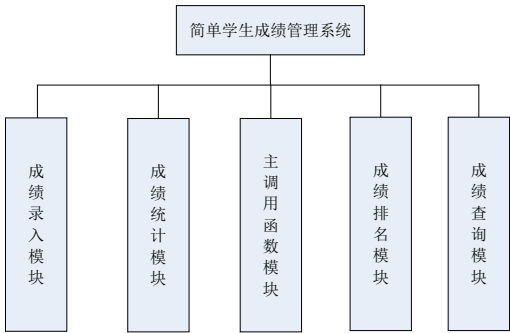 简单学生成绩管理系统
成绩录入模块
成绩统计模块
主调用函数模块
成绩排名模块
成绩查询模块